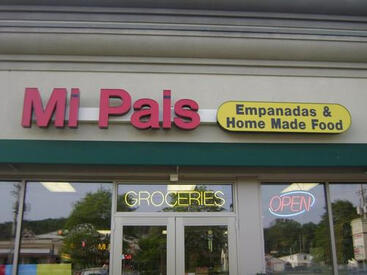 Mi Pais
Empanadas &
Home Made Food
GROCERIES
OPEN